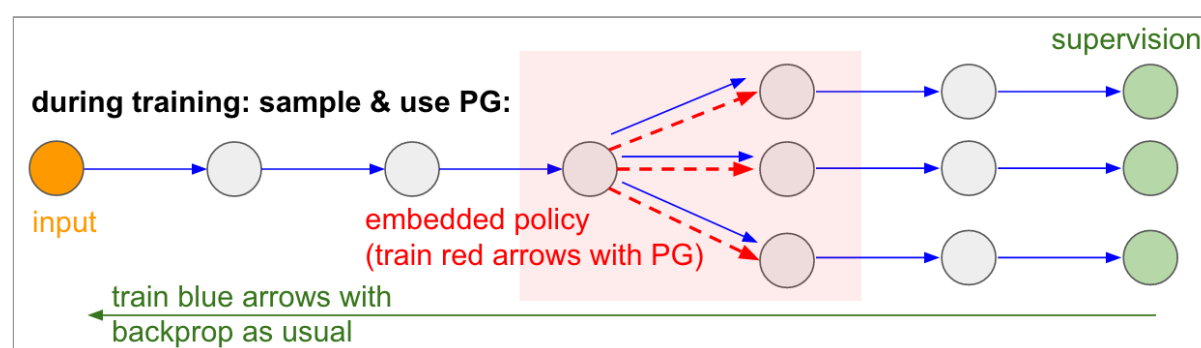 supervision
during training: sample & use PG:
input
embedded policy
(train red arrows with PG)
train blue arrows with
backprop as usual